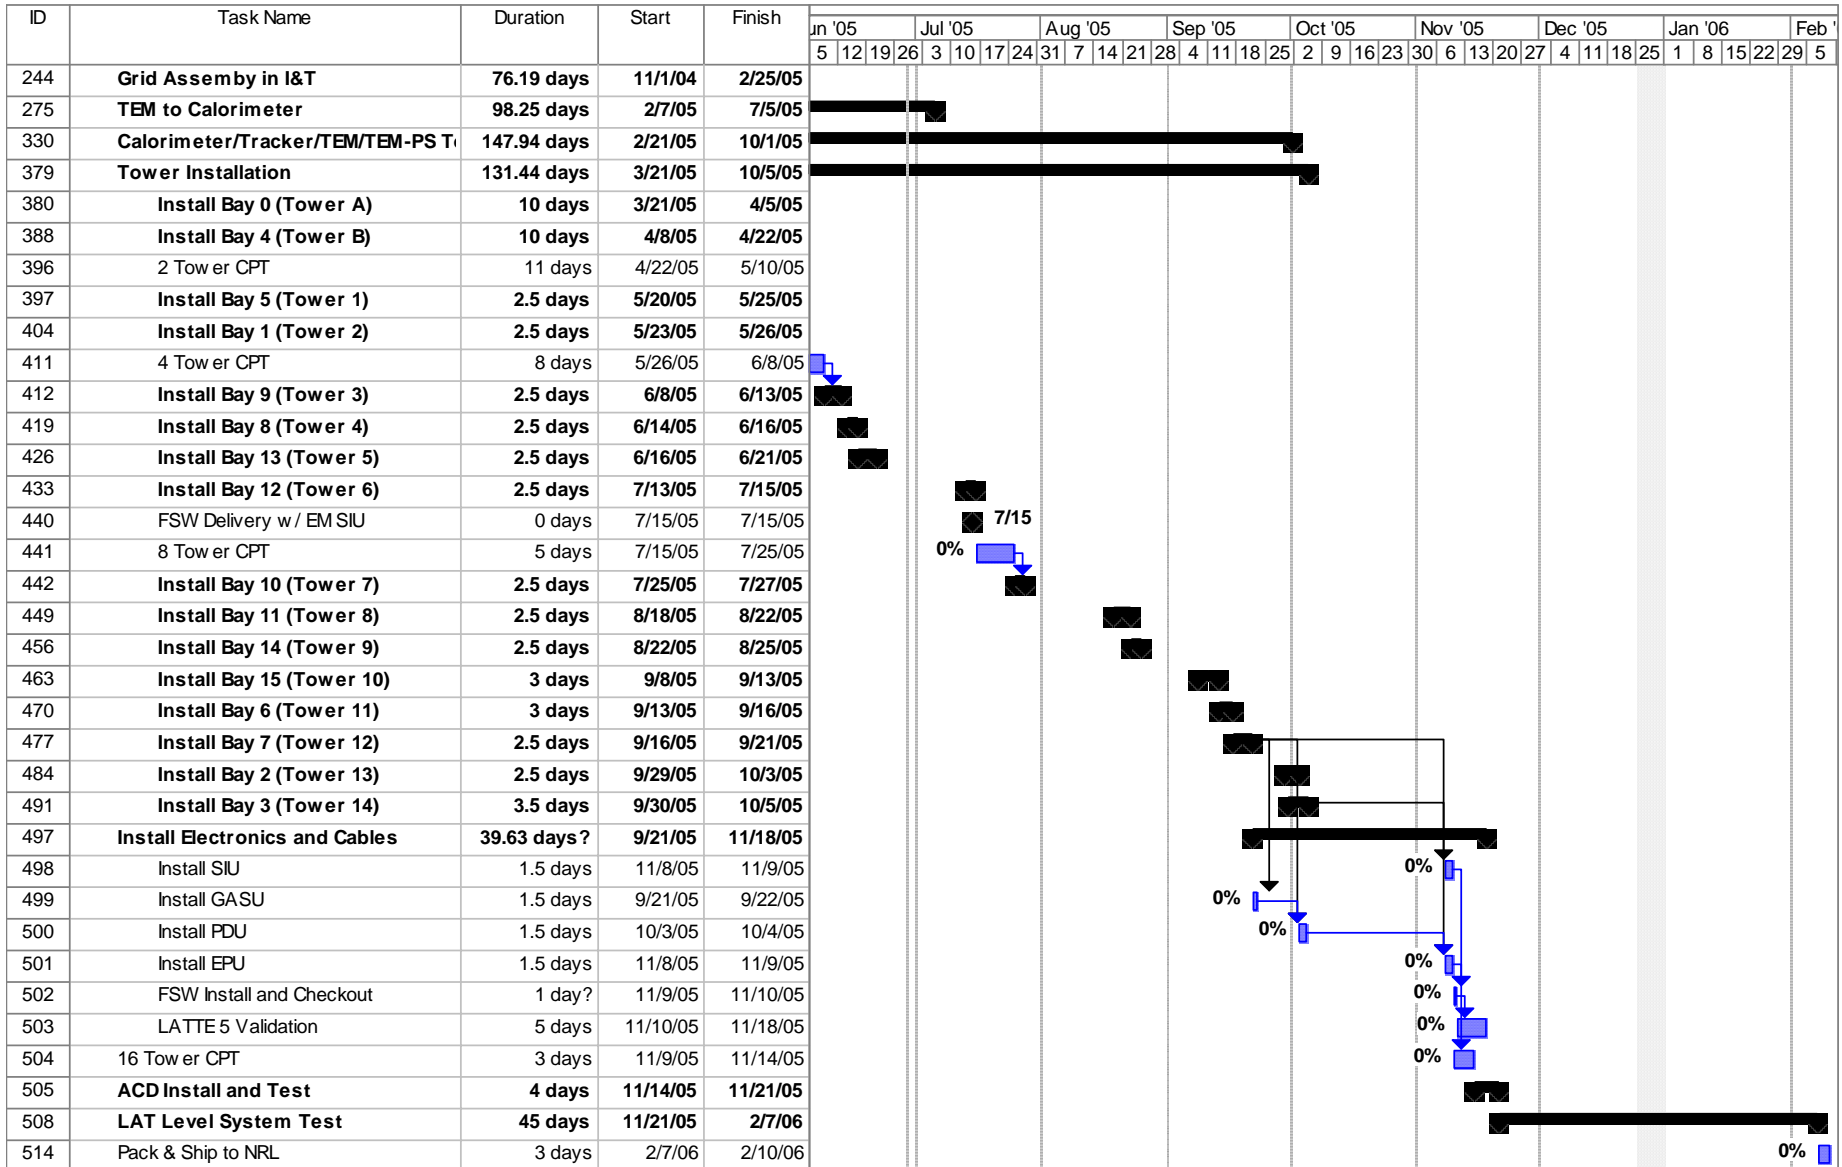 ID Task Name Duration Start Finish
un '05 Jul '05 Aug '05 Sep '05 Oct '05 Nov '05 Dec '05 Jan '06 Feb '
5 12 19 26 3 10 17 24 31 7 14 21 28 4 11 18 25 2 9 16 23 30 6 13 20 27 4 11 18 25 1 8 15 22 29 5
244 Grid Assemby in I&T 76.19 days 11/1/04 2/25/05
275 TEM to Calorimeter 98.25 days 2/7/05 7/5/05
330 Calorimeter/Tracker/TEM/TEM-PS T 147.94 days 2/21/05 10/1/05
379 Tower Installation 131.44 days 3/21/05 10/5/05
380 Install Bay 0 (Tower A) 10 days 3/21/05 4/5/05
388 Install Bay 4 (Tower B) 10 days 4/8/05 4/22/05
396 2 Tower CPT 11 days 4/22/05 5/10/05
397 Install Bay 5 (Tower 1) 2.5 days 5/20/05 5/25/05
404 Install Bay 1 (Tower 2) 2.5 days 5/23/05 5/26/05
411 4 Tower CPT 8 days 5/26/05 6/8/05
412 Install Bay 9 (Tower 3) 2.5 days 6/8/05 6/13/05
419 Install Bay 8 (Tower 4) 2.5 days 6/14/05 6/16/05
426 Install Bay 13 (Tower 5) 2.5 days 6/16/05 6/21/05
433 Install Bay 12 (Tower 6) 2.5 days 7/13/05 7/15/05
440 FSW Delivery w/ EM SIU 0 days 7/15/05 7/15/05 7/15
441 8 Tower CPT 5 days 7/15/05 7/25/05 0%
442 Install Bay 10 (Tower 7) 2.5 days 7/25/05 7/27/05
449 Install Bay 11 (Tower 8) 2.5 days 8/18/05 8/22/05
456 Install Bay 14 (Tower 9) 2.5 days 8/22/05 8/25/05
463 Install Bay 15 (Tower 10) 3 days 9/8/05 9/13/05
470 Install Bay 6 (Tower 11) 3 days 9/13/05 9/16/05
477 Install Bay 7 (Tower 12) 2.5 days 9/16/05 9/21/05
484 Install Bay 2 (Tower 13) 2.5 days 9/29/05 10/3/05
491 Install Bay 3 (Tower 14) 3.5 days 9/30/05 10/5/05
497 Install Electronics and Cables 39.63 days? 9/21/05 11/18/05
498 Install SIU 1.5 days 11/8/05 11/9/05 0%
499 Install GASU 1.5 days 9/21/05 9/22/05 0%
500 Install PDU 1.5 days 10/3/05 10/4/05 0%
501 Install EPU 1.5 days 11/8/05 11/9/05 0%
502 FSW Install and Checkout 1 day? 11/9/05 11/10/05 0%
503 LATTE 5 Validation 5 days 11/10/05 11/18/05 0%
504 16 Tower CPT 3 days 11/9/05 11/14/05 0%
505 ACD Install and Test 4 days 11/14/05 11/21/05
508 LAT Level System Test 45 days 11/21/05 2/7/06
514 Pack & Ship to NRL 3 days 2/7/06 2/10/06 0%